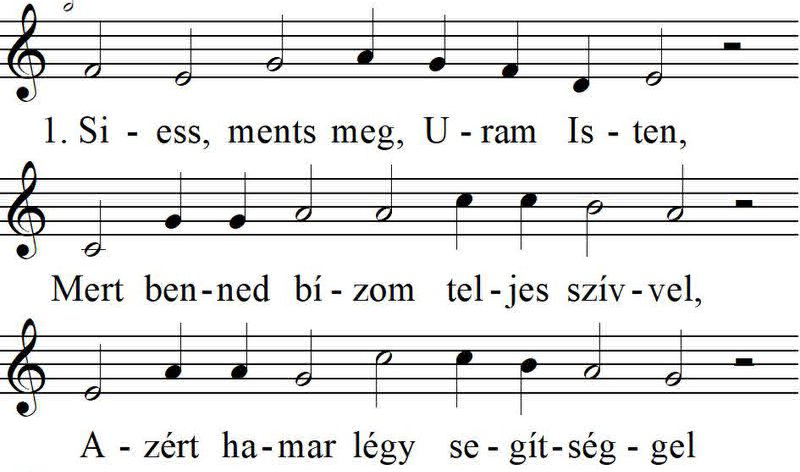 1. Si - ess, ments meg, U - ram Is - ten,
Mert ben - ned bí - zom tel - jes szív - vel,
A - zért ha - mar légy se - gít - ség - gel